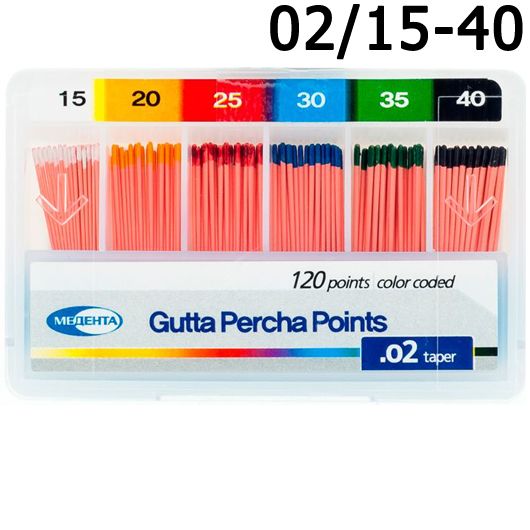 02/15-40
15 20 25 30 35 40
120 points color coded
МЕДЕНТА
Gutta Percha Points
.02 taper